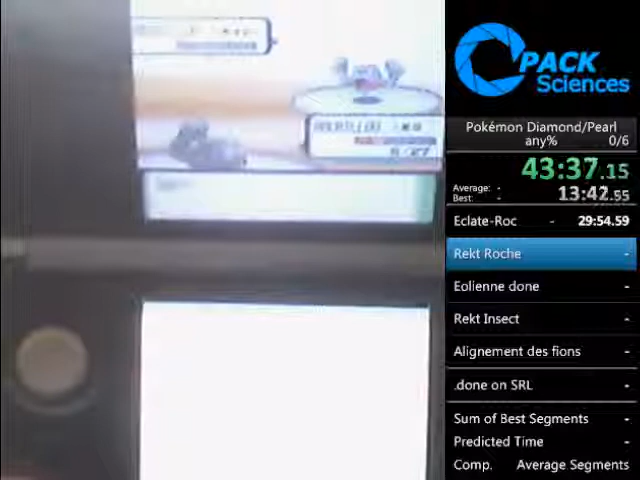 PACK
Sciences
Pokémon Diamond/Pearl
any% 0/6
43:37.15
Average: -
Best: - 13:42.55
Eclate-Roc - 29:54.59
Rekt Roche -
Eolienne done -
Rekt Insect -
Alignement des fions -
.done on SRL -
Sum of Best Segments -
Predicted Time -
Comp. Average Segments